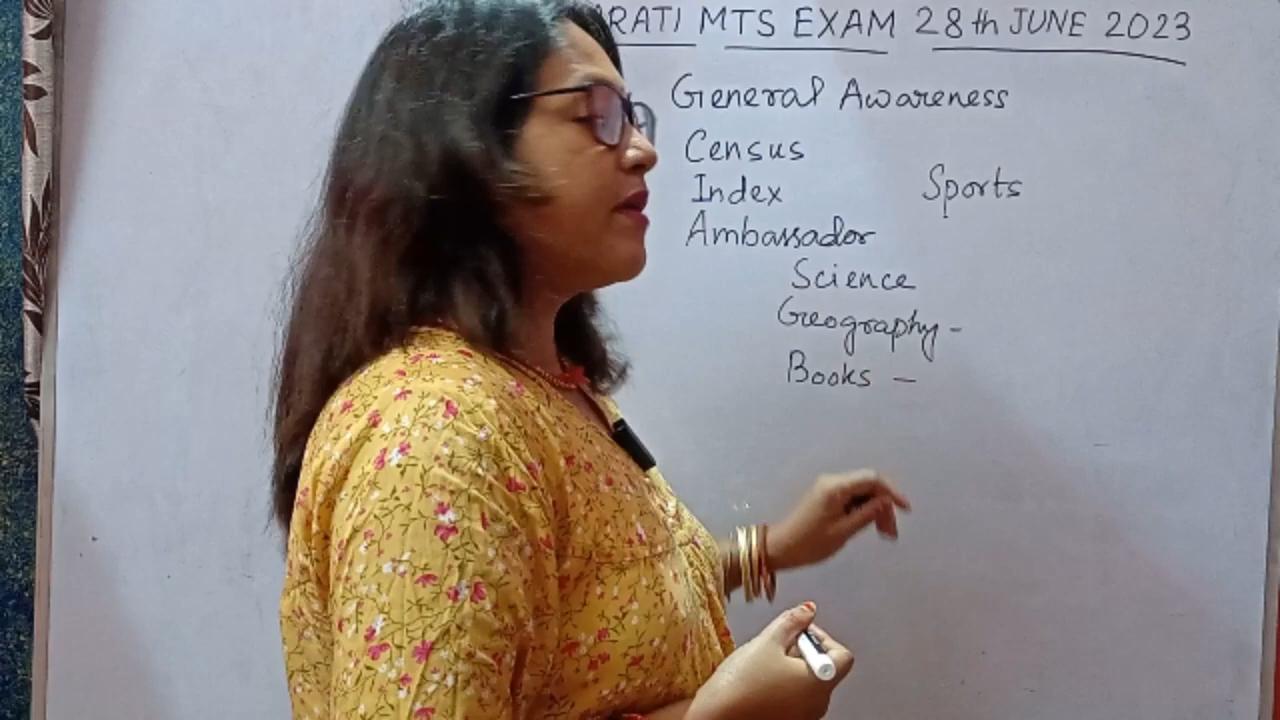 RATI MTS EXAM 28th JUNE 2023
General Awareness
Census
Index Sports
Ambassador
Science
Geography -
Books -